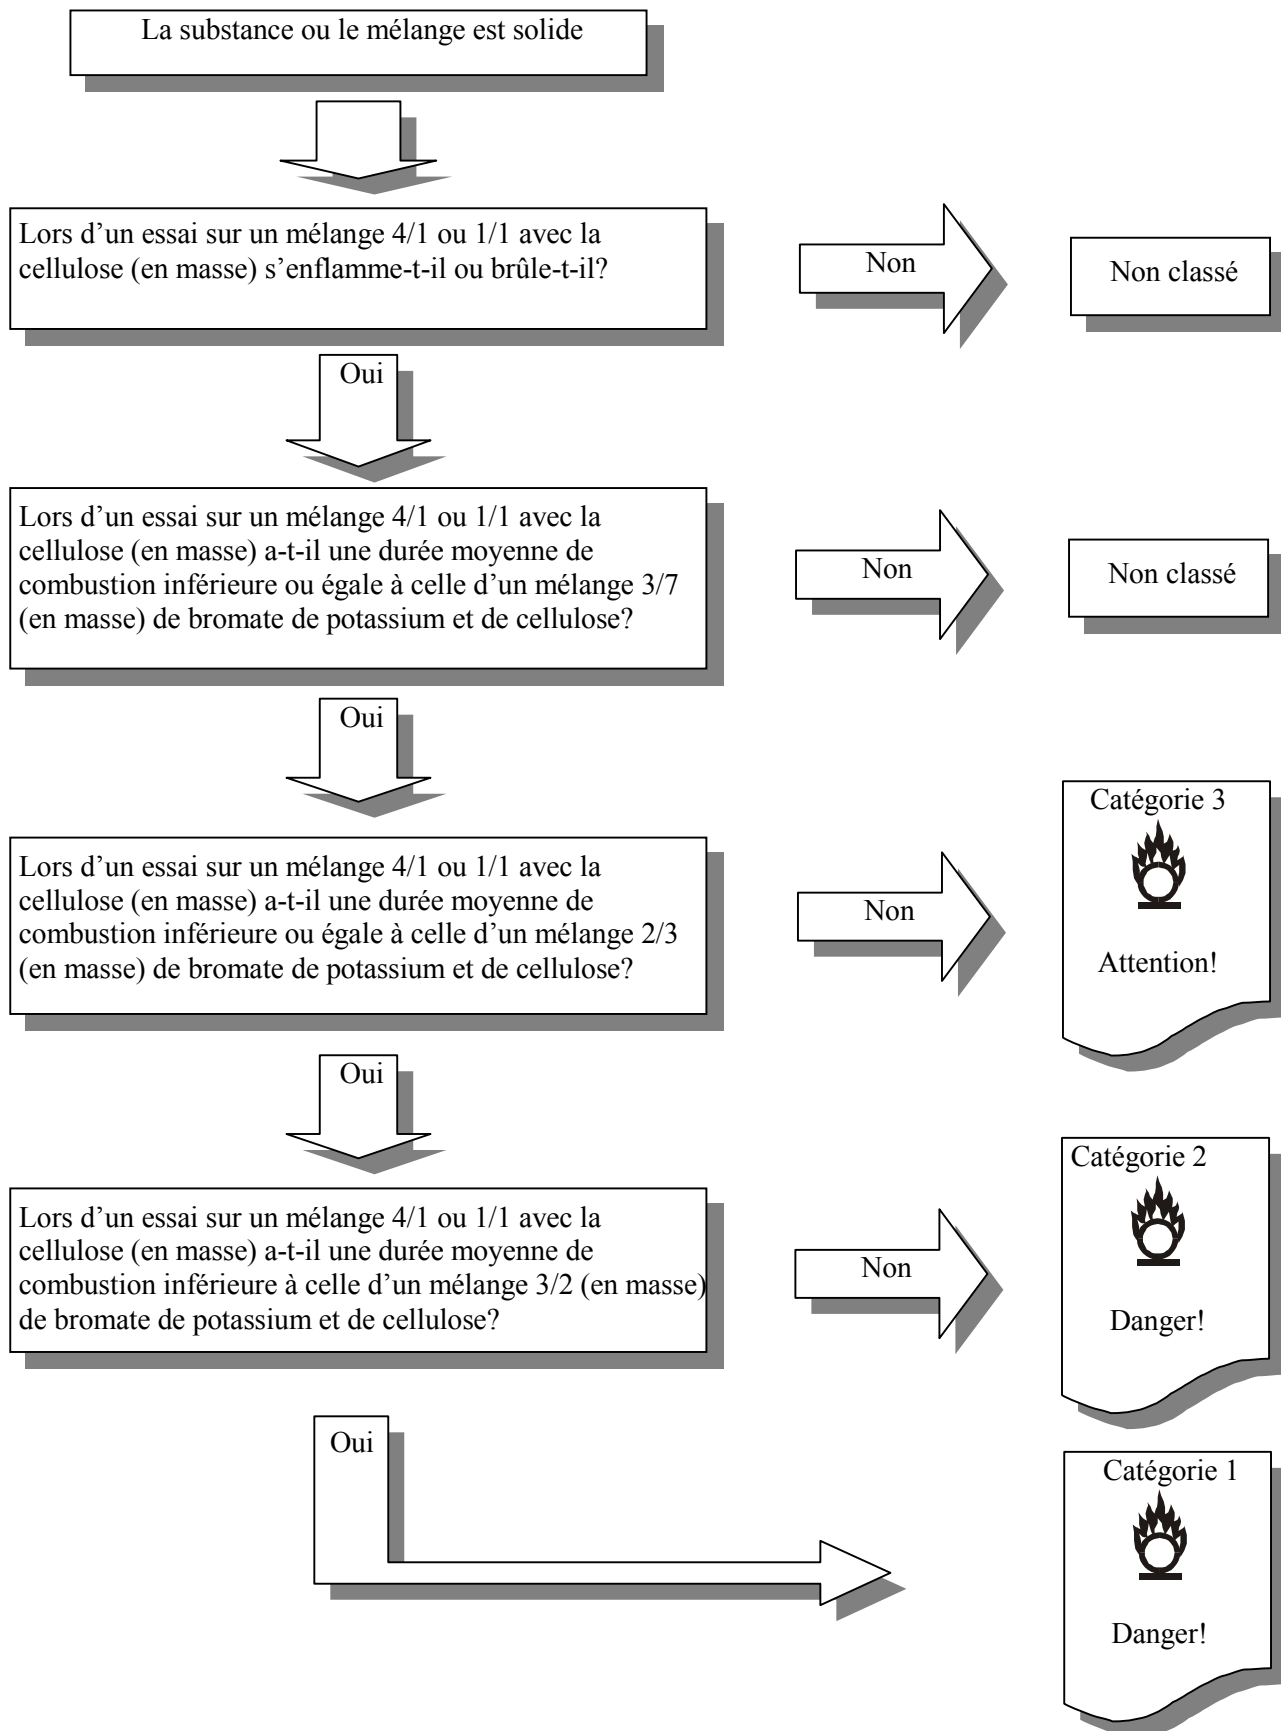 La substance ou le mélange est solide
Lors d’un essai sur un mélange 4/1 ou 1/1 avec la
cellulose (en masse) s’enflamme-t-il ou brûle-t-il?
Non
Non classé
Oui
Lors d’un essai sur un mélange 4/1 ou 1/1 avec la
cellulose (en masse) a-t-il une durée moyenne de
combustion inférieure ou égale à celle d’un mélange 3/7
(en masse) de bromate de potassium et de cellulose?
Non
Non classé
Oui
Lors d’un essai sur un mélange 4/1 ou 1/1 avec la
cellulose (en masse) a-t-il une durée moyenne de
combustion inférieure ou égale à celle d’un mélange 2/3
(en masse) de bromate de potassium et de cellulose?
Non
Catégorie 3
Attention!
Oui
Lors d’un essai sur un mélange 4/1 ou 1/1 avec la
cellulose (en masse) a-t-il une durée moyenne de
combustion inférieure à celle d’un mélange 3/2 (en masse)
de bromate de potassium et de cellulose?
Non
Catégorie 2
Danger!
Oui
Catégorie 1
Danger!